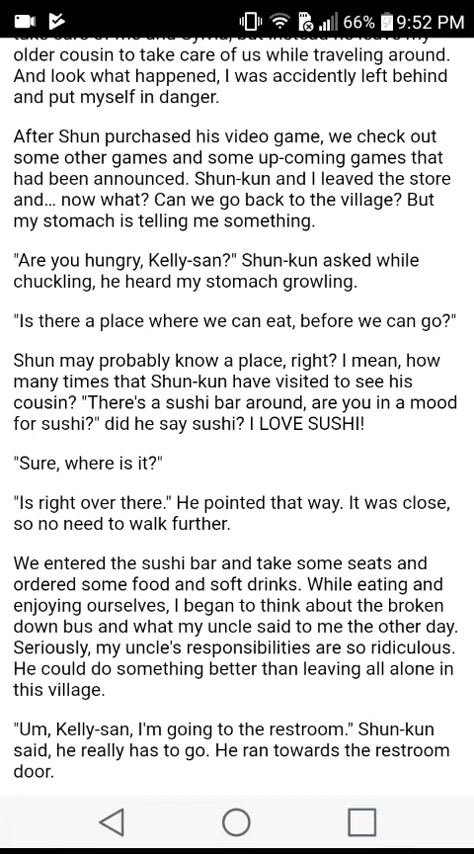 66% 9:52 PM
older cousin to take care of us while traveling around.
And look what happened, I was accidently left behind
and put myself in danger.
After Shun purchased his video game, we check out
some other games and some up-coming games that
had been announced. Shun-kun and I leaved the store
and... now what? Can we go back to the village? But
my stomach is telling me something.
"Are you hungry, Kelly-san?" Shun-kun asked while
chuckling, he heard my stomach growling.
"Is there a place where we can eat, before we can go?"
Shun may probably know a place, right? I mean, how
many times that Shun-kun have visited to see his
cousin? "There's a sushi bar around, are you in a mood
for sushi?" did he say sushi? I LOVE SUSHI!
"Sure, where is it?"
"Is right over there." He pointed that way. It was close,
so no need to walk further.
We entered the sushi bar and take some seats and
ordered some food and soft drinks. While eating and
enjoying ourselves, I began to think about the broken
down bus and what my uncle said to me the other day.
Seriously, my uncle's responsibilities are so ridiculous.
He could do something better than leaving all alone in
this village.
"Um, Kelly-san, I'm going to the restroom." Shun-kun
said, he really has to go. He ran towards the restroom
door.